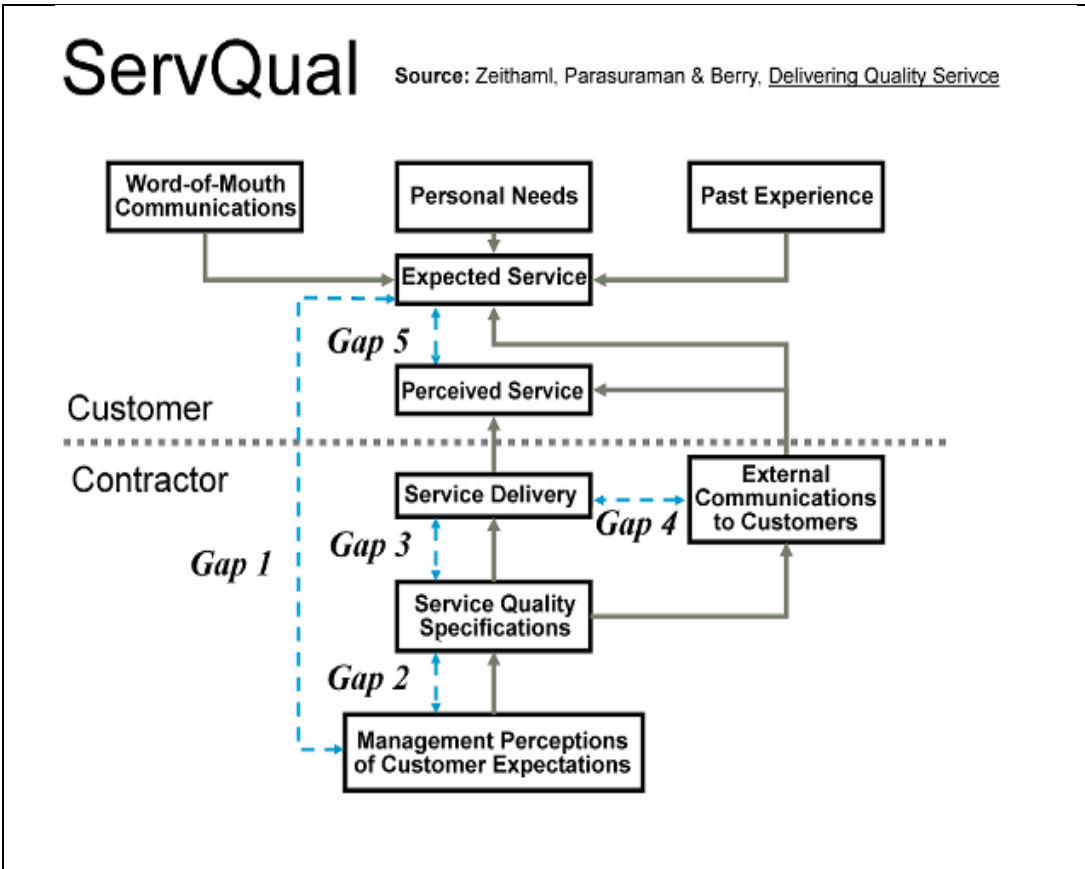 ServQual
Source: Zeithaml, Parasuraman & Berry, Delivering Quality Serivce
Word-of-Mouth
Communications
Personal Needs
Past Experience
Expected Service
Gap 5
Perceived Service
Customer
Contractor
Service Delivery
External
Communications
to Customers
Gap 4
Gap 3
Gap 1
Service Quality
Specifications
Gap 2
Management Perceptions
of Customer Expectations